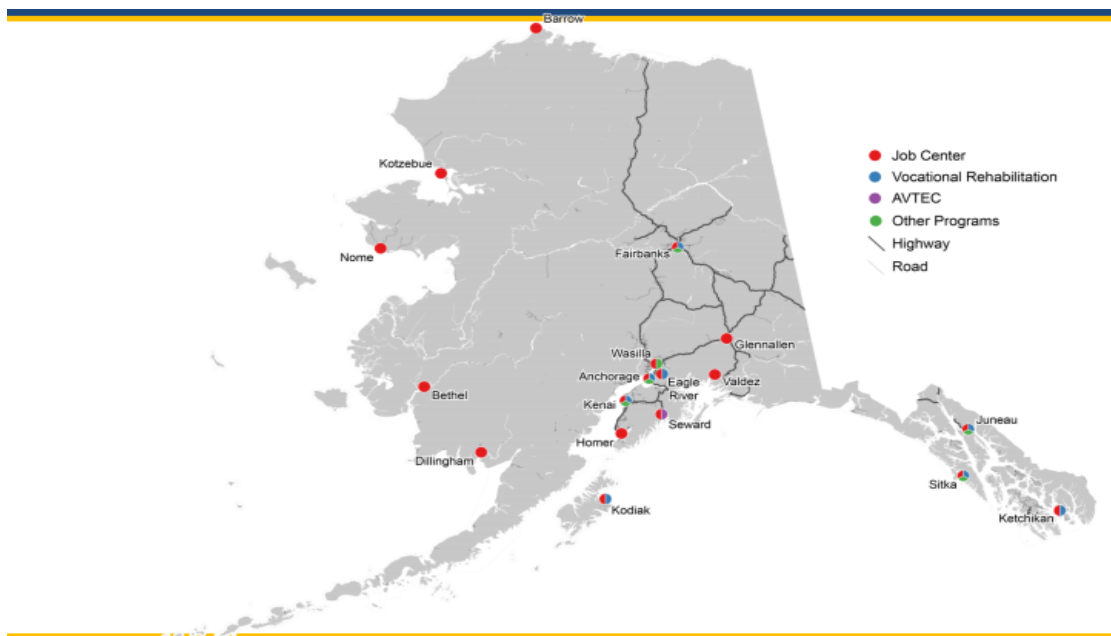 Barrow
Job Center
Kotzebue
Vocational Rehabilitation
AVTEC
Other Programs
Highway
Nome
Fairbanks
Road
Glennallen
Wasilla
Anchorage
Eagle
River
Valdez
Bethel
Kenai
Seward
Juneau
Homer
Dillingham
Sitka
Kodiak
Ketchikan